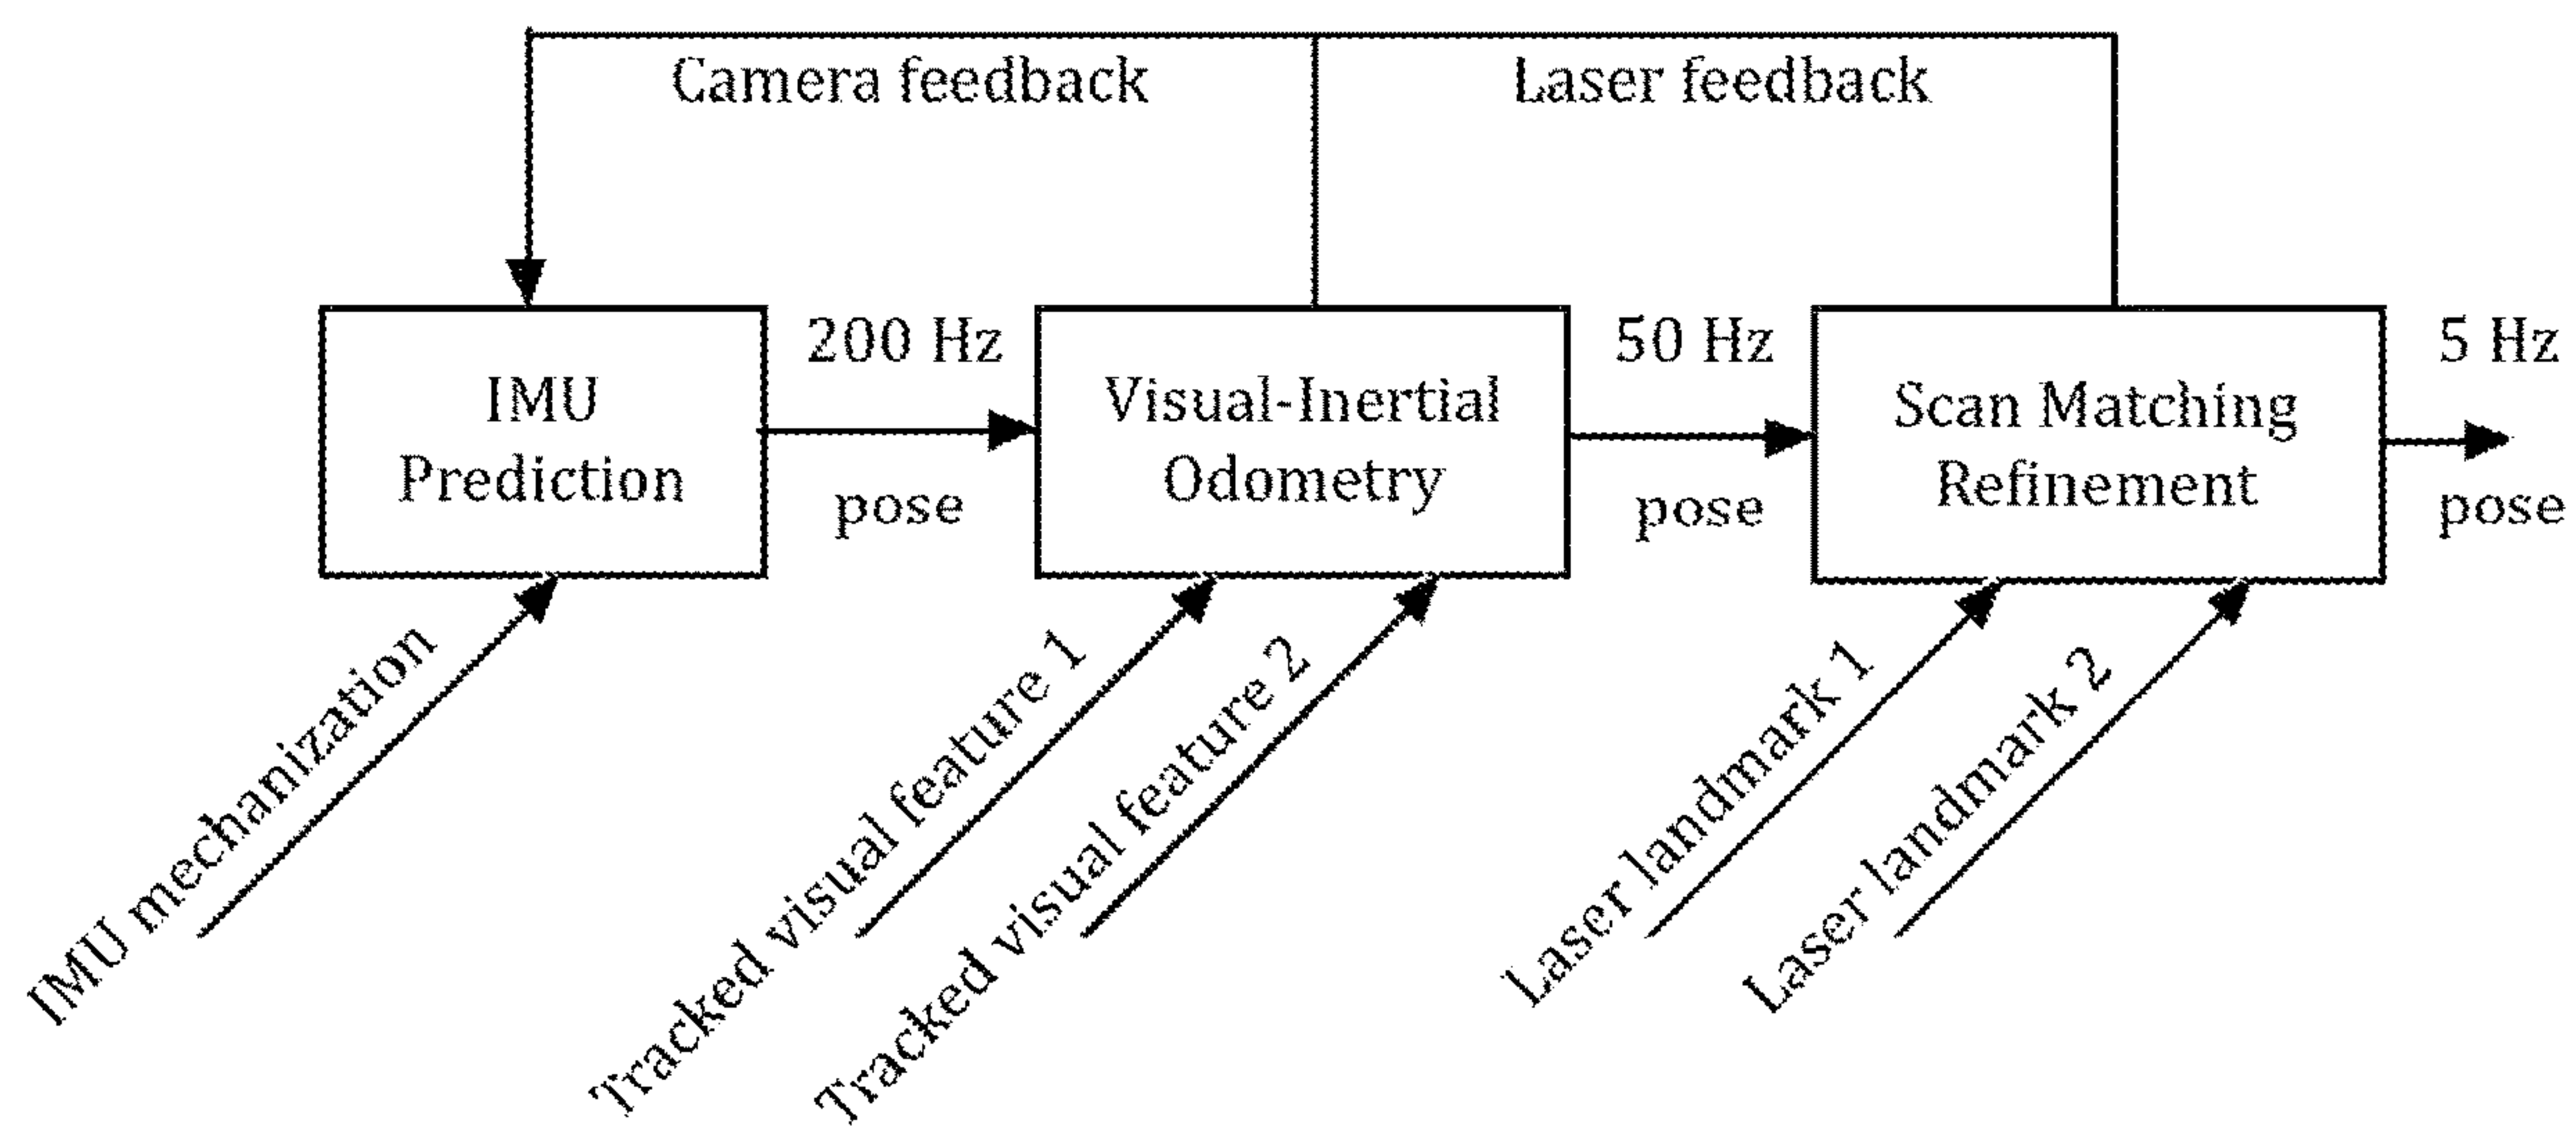 Camera feedback
Laser feedback
200 Hz
50 Hz
5 Hz
IMU
Prediction
Visual-Inertial
Odometry
Scan Matching
Refinement
pose
pose
pose
IMU mechanization
Tracked visual feature 1
Tracked visual feature 2
Laser landmark 1
Laser landmark 2